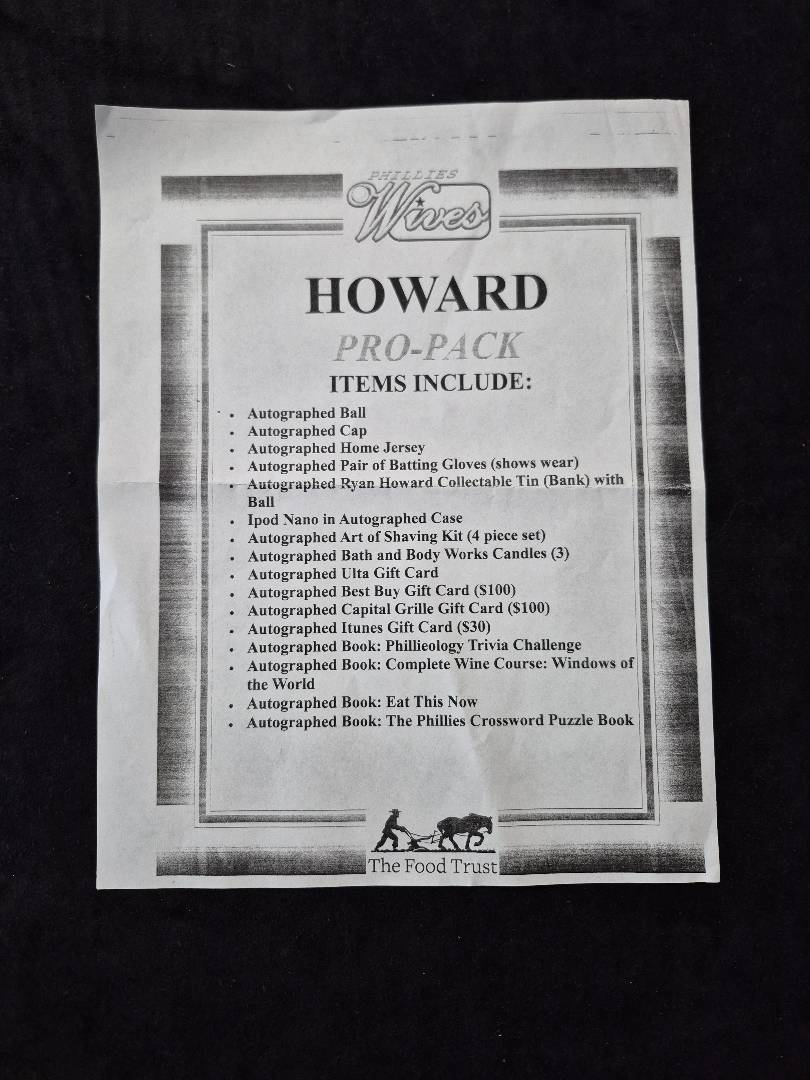 PHILLIES
Wives
HOWARD
PRO-PACK
ITEMS INCLUDE:
• Autographed Ball
• Autographed Cap
• Autographed Home Jersey
• Autographed Pair of Batting Gloves (shows wear)
• Autographed Ryan Howard Collectable Tin (Bank) with
Ball
• Ipod Nano in Autographed Case
• Autographed Art of Shaving Kit (4 piece set)
• Autographed Bath and Body Works Candles (3)
• Autographed Ulta Gift Card
• Autographed Best Buy Gift Card ($100)
• Autographed Capital Grille Gift Card ($100)
• Autographed Itunes Gift Card ($30)
• Autographed Book: Phillieology Trivia Challenge
• Autographed Book: Complete Wine Course: Windows of
the World
• Autographed Book: Eat This Now
• Autographed Book: The Phillies Crossword Puzzle Book
The Food Trust